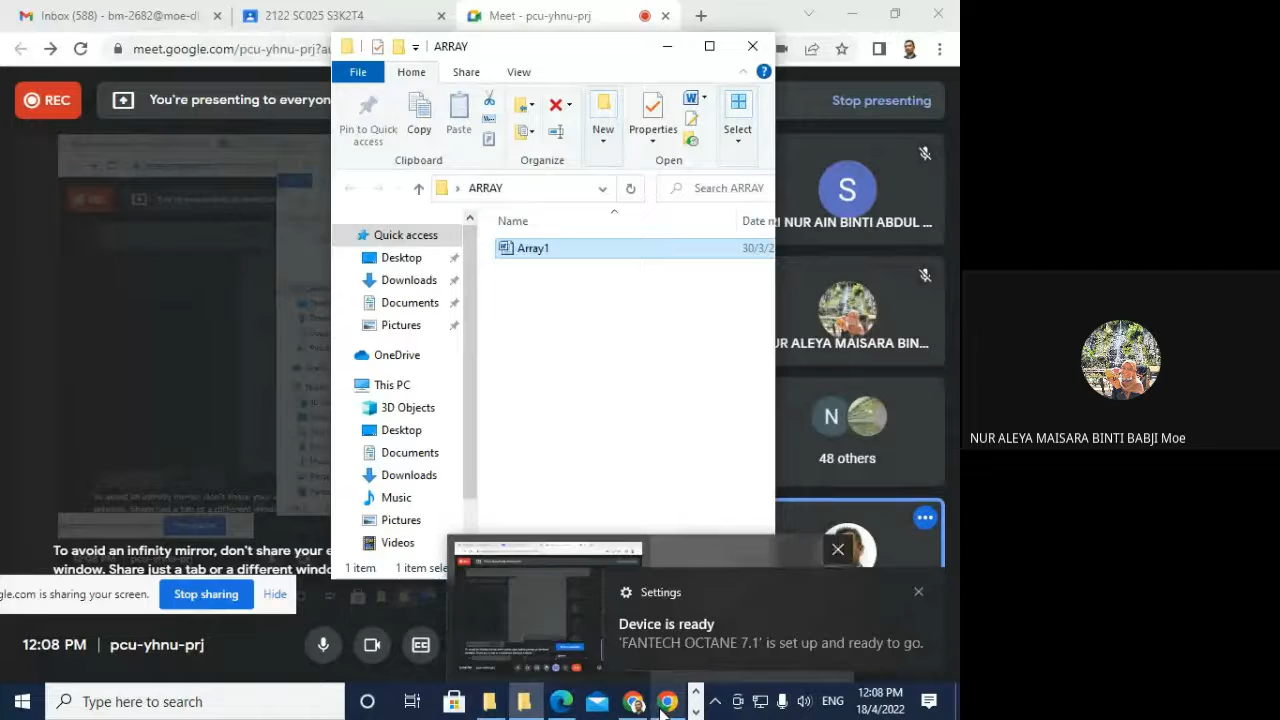 Inbox (588) - bm-2682@moe-d
2122 SC025 S3K2T4
Meet - pcu-yhnu-prj
meet.google.com/pcu-yhnu-prj?au
ARRAY
File
Home
Share
View
REC
You're presenting to everyon
Stop presenting
Pin to Quick access
Copy
Paste
New
Properties
Select
Clipboard
Organize
Open
ARRAY
Search ARRAY
Name
Date
Array1
30/3/2
Quick access
Desktop
Downloads
Documents
Pictures
OneDrive
This PC
3D Objects
Desktop
Documents
Downloads
Music
Pictures
Videos
1 item
1 item sele
NUR AIN BINTI ABDUL ...
S
UR ALEYA MAISARA BIN...
N
48 others
NUR ALEYA MAISARA BINTI BABJI Moe
To avoid an infinity mirror, don't share your e
window. Share just a tab or a different windo
gle.com is sharing your screen.
Stop sharing
Hide
Settings
Device is ready
'FANTECH OCTANE 7.1' is set up and ready to go.
12:08 PM
pcu-yhnu-prj
Type here to search
ENG
12:08 PM
18/4/2022